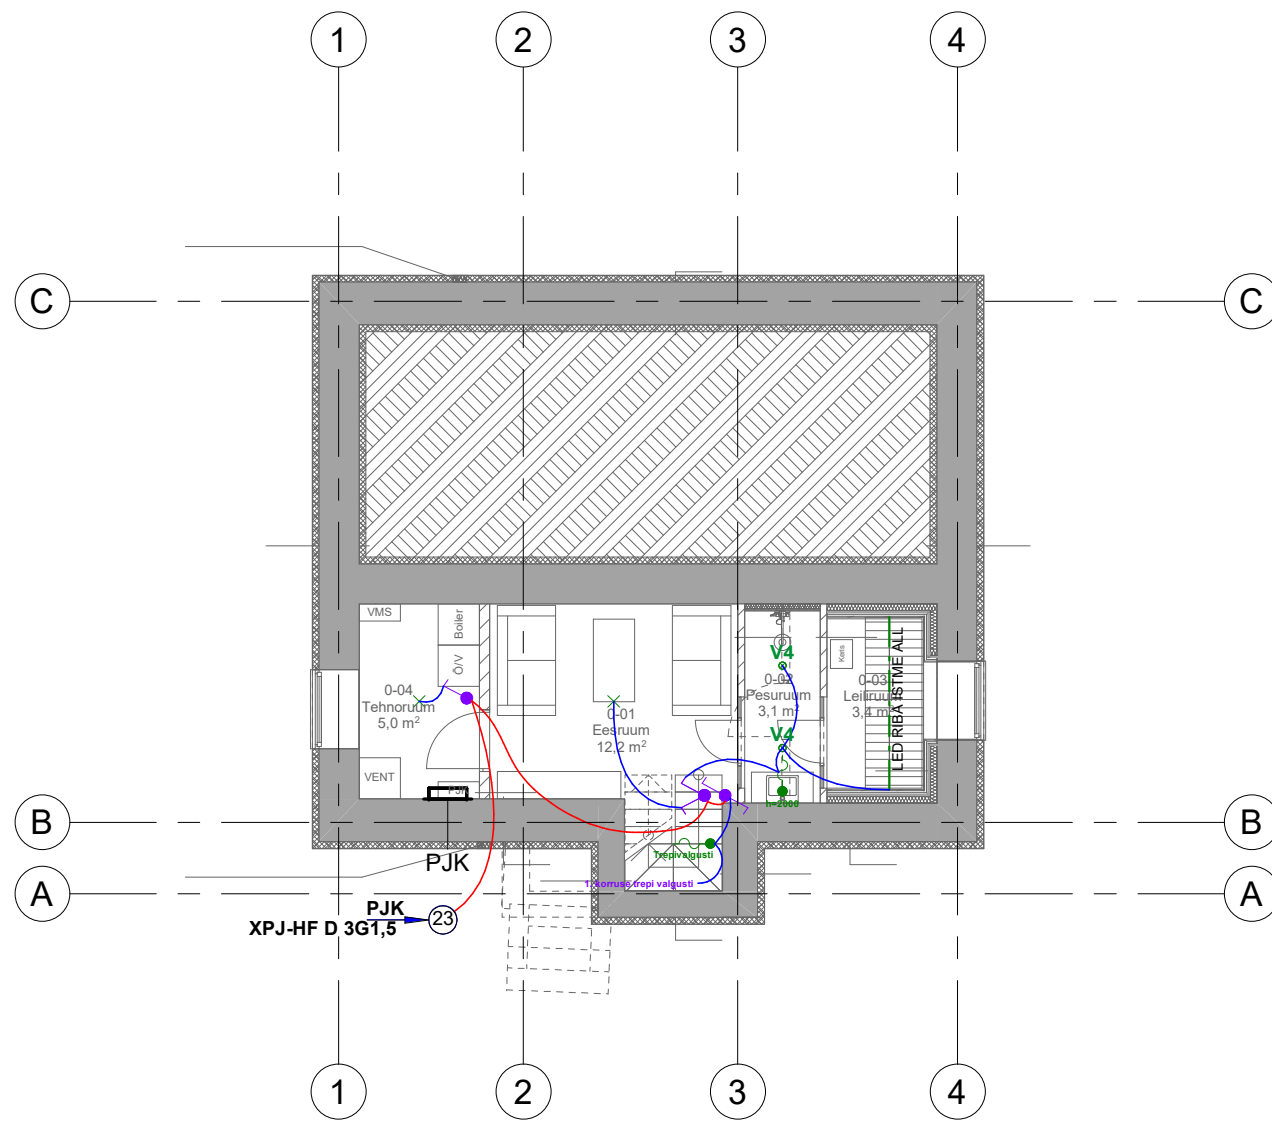 1
2
3
4
C
C
VMS
Boiler
Ö/V
0-04
Tehnoruum
5,0 m²
VENT
PJK
0-01
Eesruum
12,2 m²
V4
0-02
Pesuruum
3,1 m²
V4
h=2000
Keris
0-03
Leiliruum
3,4 m²
LED RIBA ISTME ALL
B
B
PJK
Trepivalgusti
1. korruse trepi valgusti
A
A
PJK
XPJ-HF D 3G1,5
23
1
2
3
4